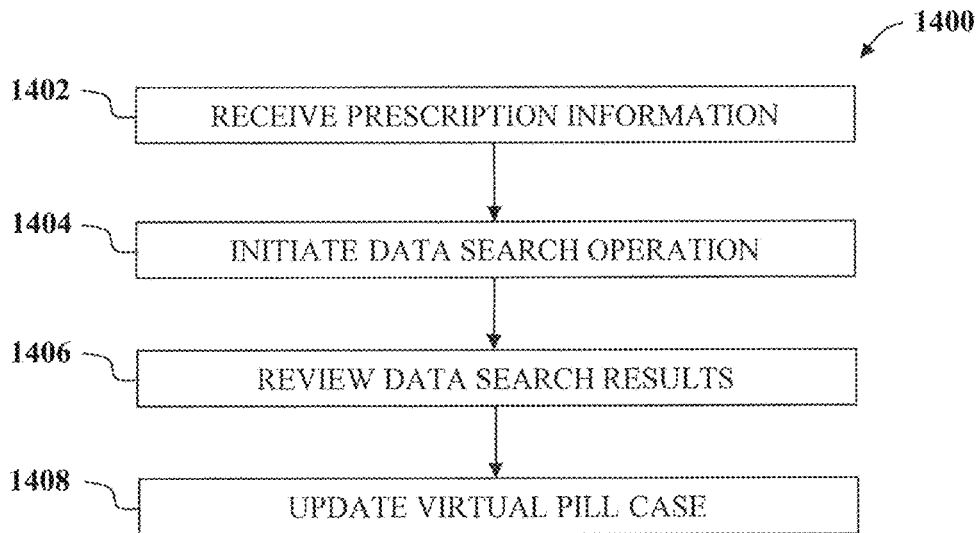 1400
1402 RECEIVE PRESCRIPTION INFORMATION
1404 INITIATE DATA SEARCH OPERATION
1406 REVIEW DATA SEARCH RESULTS
1408 UPDATE VIRTUAL PILL CASE